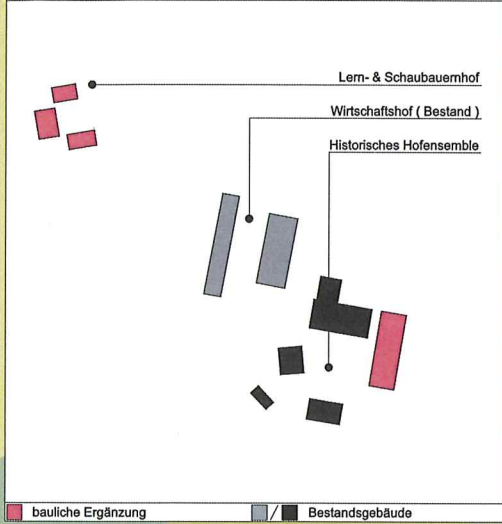 Lern- & Schaubauernhof
Wirtschaftshof ( Bestand )
Historisches Hofensemble
bauliche Ergänzung
/ Bestandsgebäude